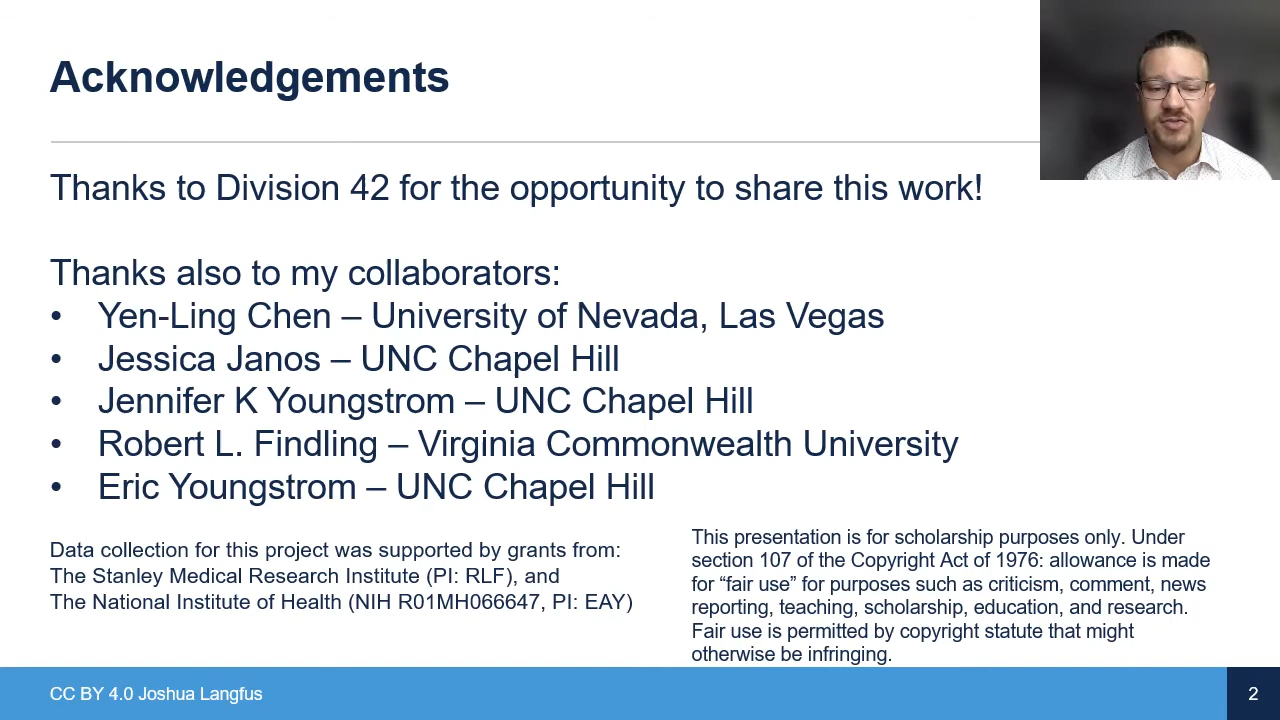 Acknowledgements
Thanks to Division 42 for the opportunity to share this work!
Thanks also to my collaborators:
• Yen-Ling Chen – University of Nevada, Las Vegas
• Jessica Janos – UNC Chapel Hill
• Jennifer K Youngstrom – UNC Chapel Hill
• Robert L. Findling – Virginia Commonwealth University
• Eric Youngstrom – UNC Chapel Hill
Data collection for this project was supported by grants from:
The Stanley Medical Research Institute (PI: RLF), and
The National Institute of Health (NIH R01MH066647, PI: EAY)
This presentation is for scholarship purposes only. Under
section 107 of the Copyright Act of 1976: allowance is made
for “fair use” for purposes such as criticism, comment, news
reporting, teaching, scholarship, education, and research.
Fair use is permitted by copyright statute that might
otherwise be infringing.
CC BY 4.0 Joshua Langfus
2